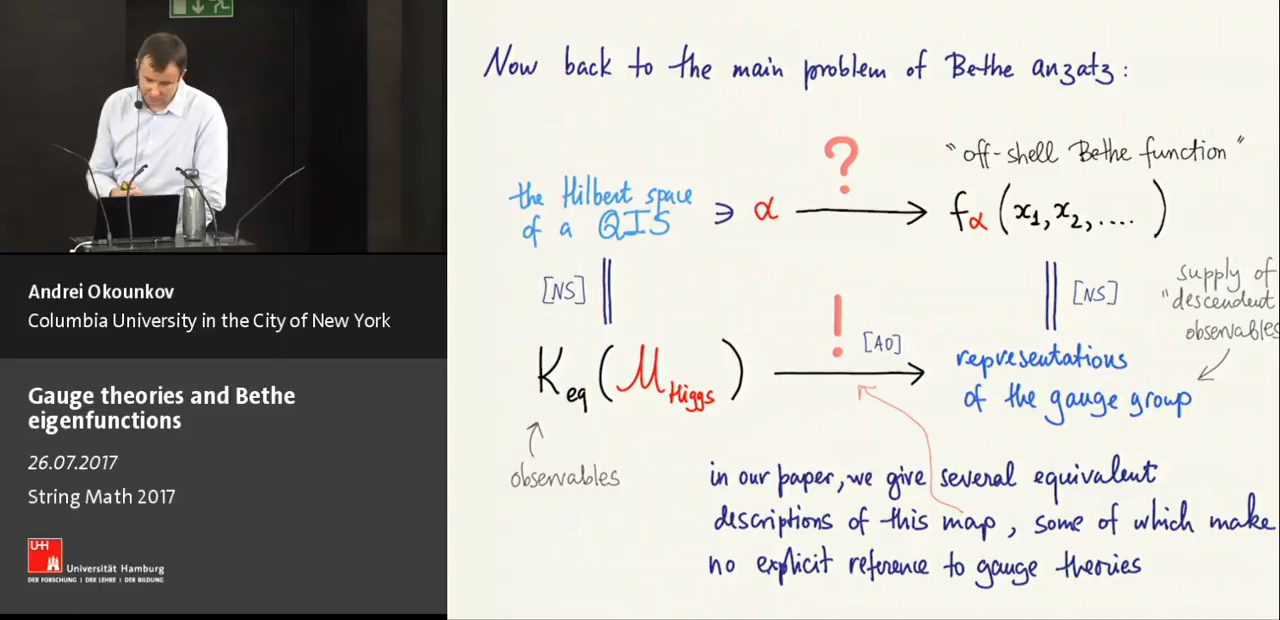 Now back to the main problem of Bethe anzatz:
"off-shell Bethe function"
?
the Hilbert space
of a QIS
∋ α ⟶ fα (x₁, x₂, ....)
[NS]
[NS]
supply of
"descendent
observables
!
[AO]
K_eq (M_Higgs) ⟶
representations
of the gauge group
observables
in our paper, we give several equivalent
descriptions of this map, some of which make
no explicit reference to gauge theories
Andrei Okounkov
Columbia University in the City of New York
Gauge theories and Bethe
eigenfunctions
26.07.2017
String Math 2017
UH
Universität Hamburg
DER FORSCHUNG | DER LEHRE | DER BILDUNG